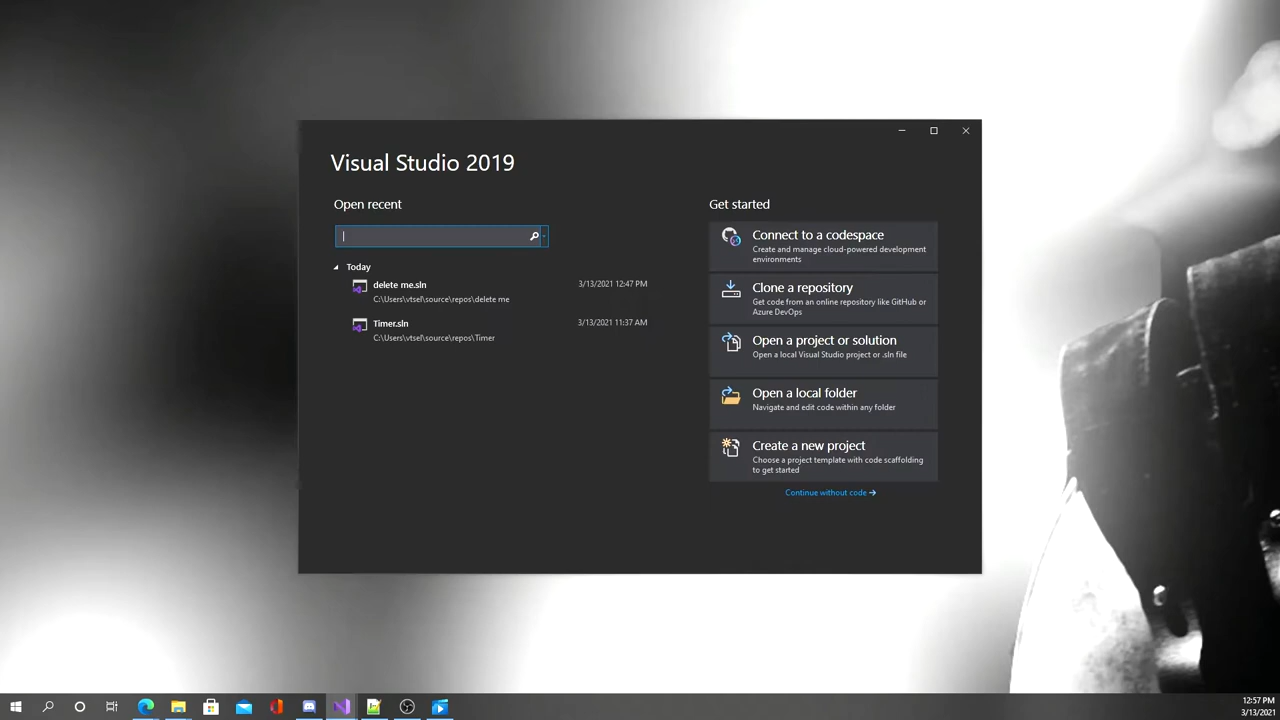 Visual Studio 2019
Open recent
Today
delete me.sln
3/13/2021 12:47 PM
C:\Users\vtsel\source\repos\delete me
Timer.sln
3/13/2021 11:37 AM
C:\Users\vtsel\source\repos\Timer
Get started
Connect to a codespace
Create and manage cloud-powered development
environments
Clone a repository
Get code from an online repository like GitHub or
Azure DevOps
Open a project or solution
Open a local Visual Studio project or .sln file
Open a local folder
Navigate and edit code within any folder
Create a new project
Choose a project template with code scaffolding
to get started
Continue without code
12:57 PM
3/13/2021